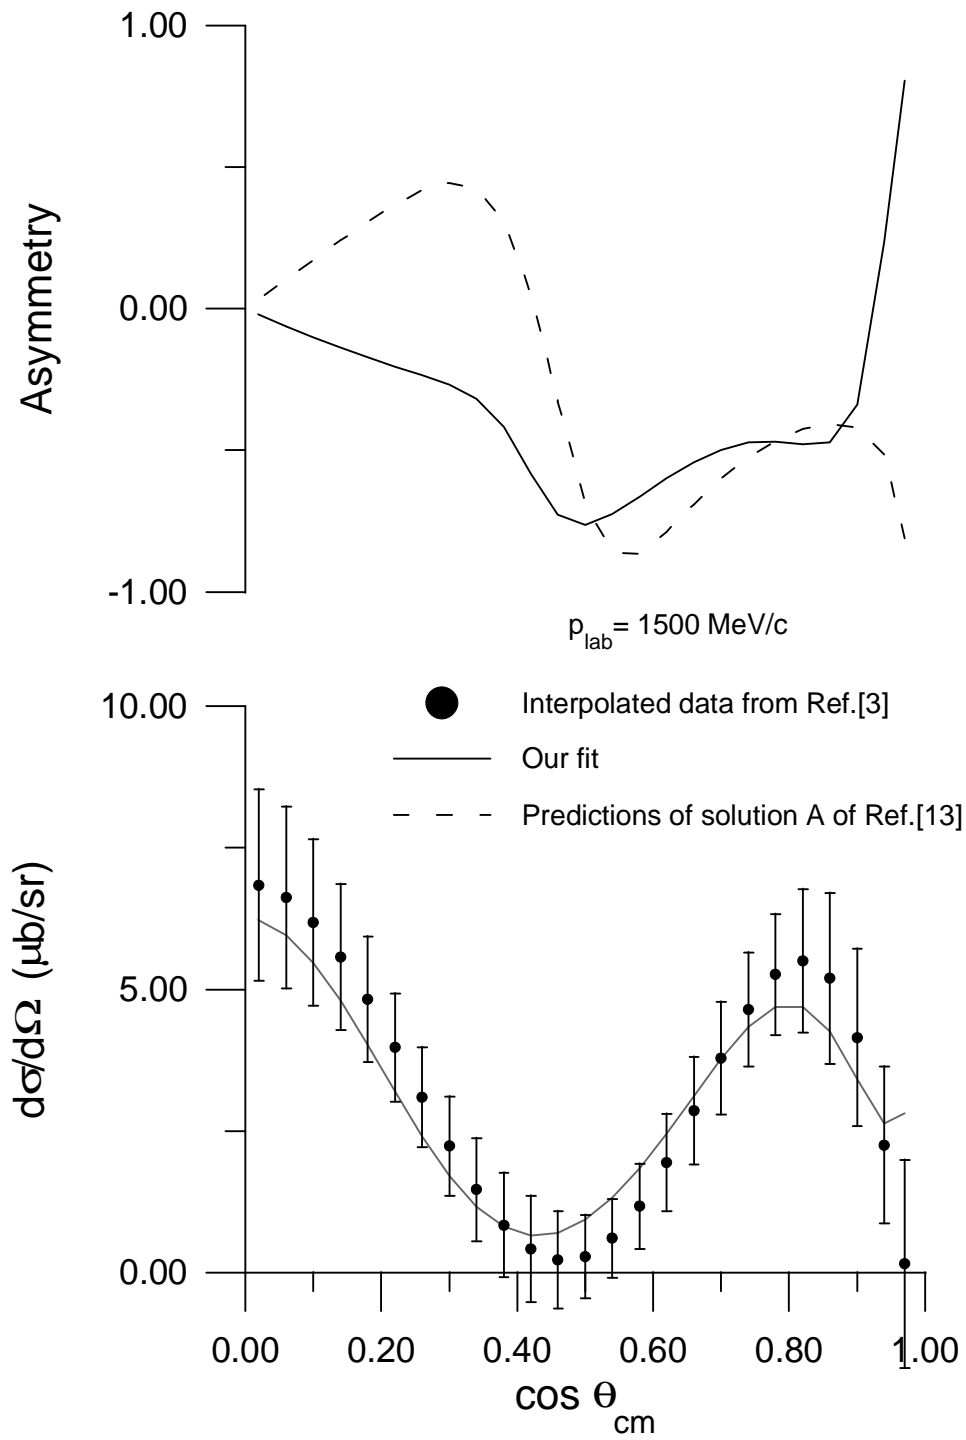 1.00
Asymmetry
0.00
-1.00
p_lab= 1500 MeV/c
10.00
Interpolated data from Ref.[3]
Our fit
Predictions of solution A of Ref.[13]
dσ/dΩ (μb/sr)
5.00
0.00
0.00 0.20 0.40 0.60 0.80 1.00
cos θ_cm